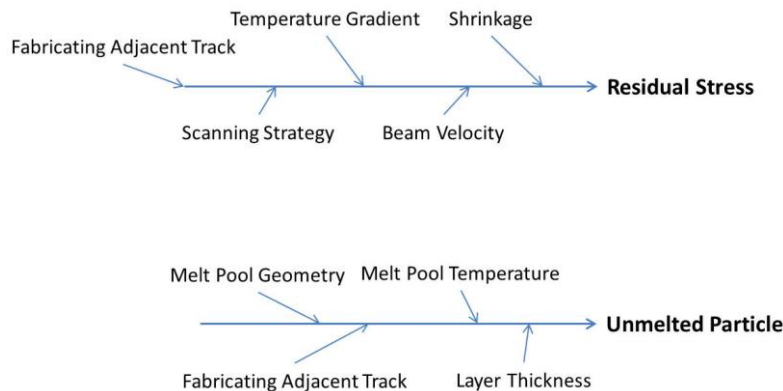 Temperature Gradient Shrinkage
Fabricating Adjacent Track
Residual Stress
Scanning Strategy Beam Velocity
Melt Pool Geometry Melt Pool Temperature
Unmelted Particle
Fabricating Adjacent Track Layer Thickness